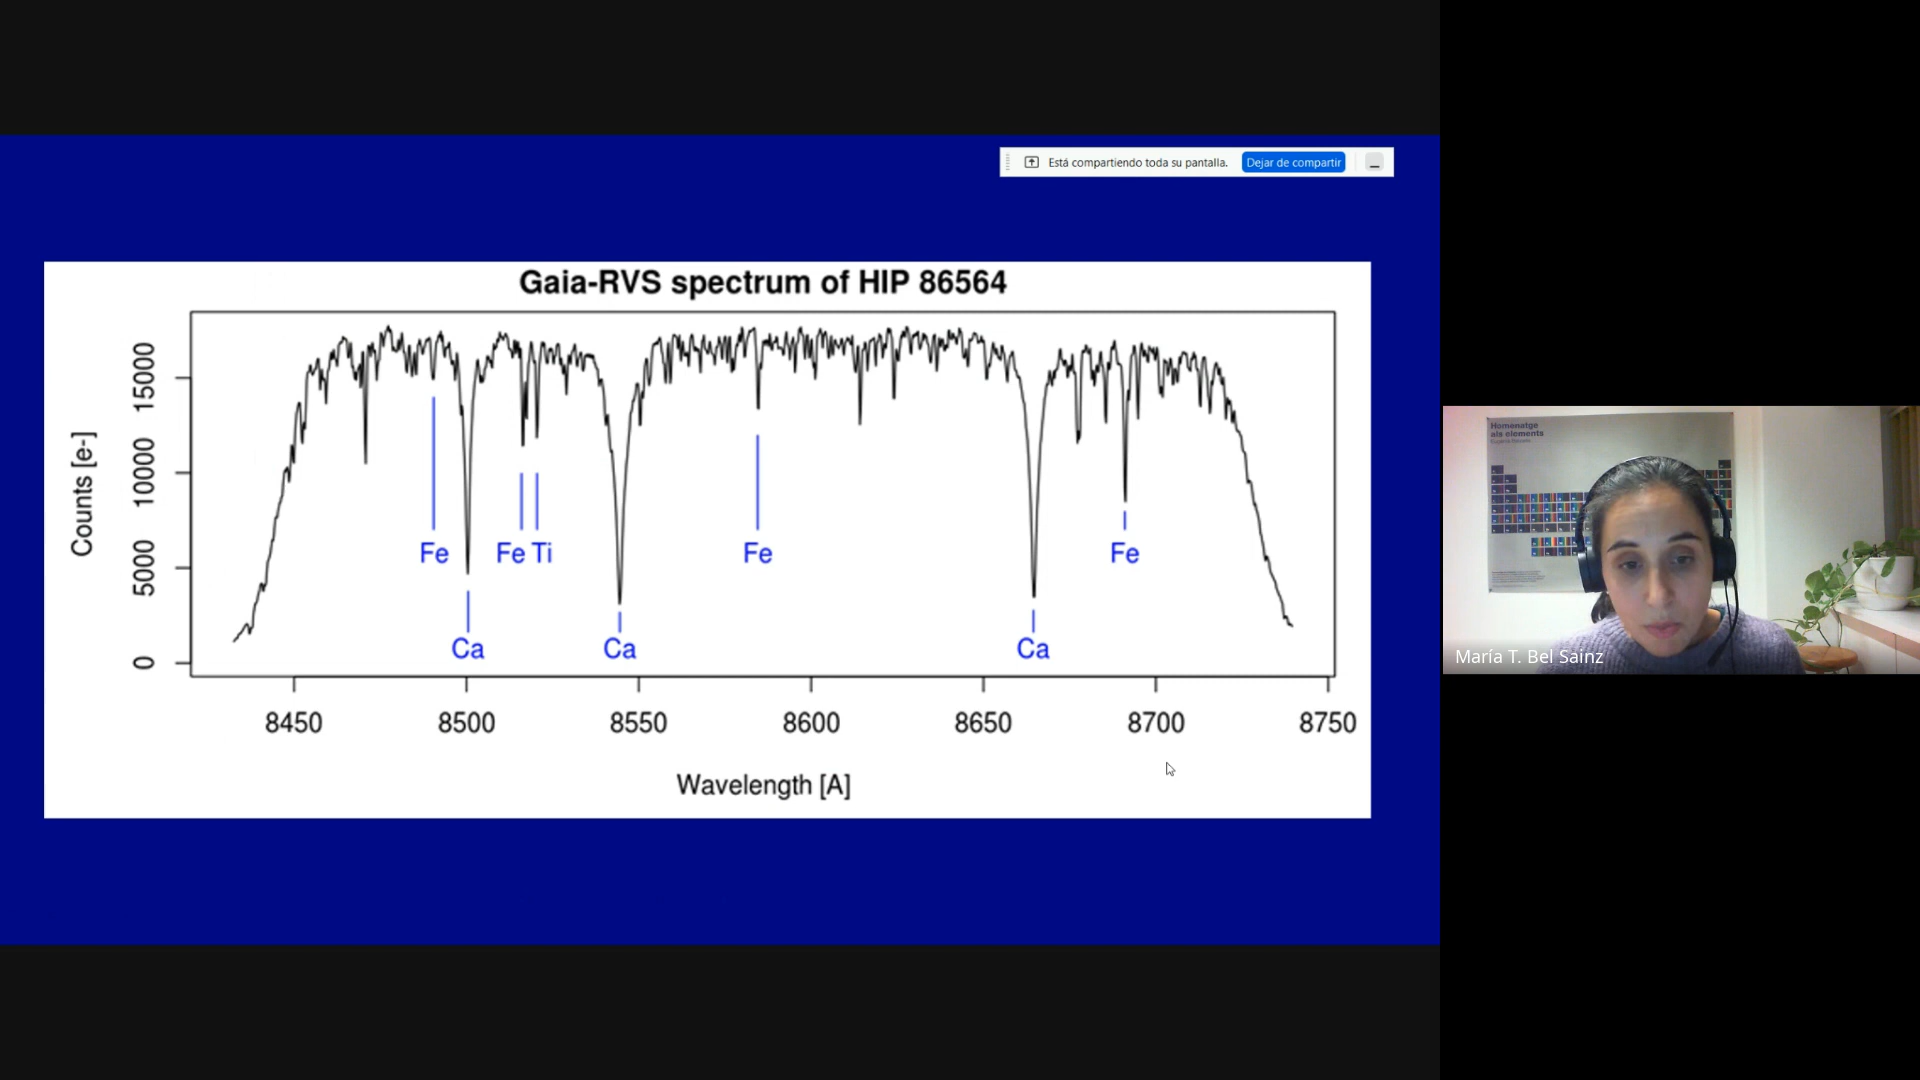 Está compartiendo toda su pantalla.
Dejar de compartir
Gaia-RVS spectrum of HIP 86564
Counts [e-]
15000
10000
5000
0
Fe
Fe
Ti
Fe
Fe
Ca
Ca
Ca
8450 8500 8550 8600 8650 8700 8750
Wavelength [A]
Homenatge
als elements
María T. Bel Sainz